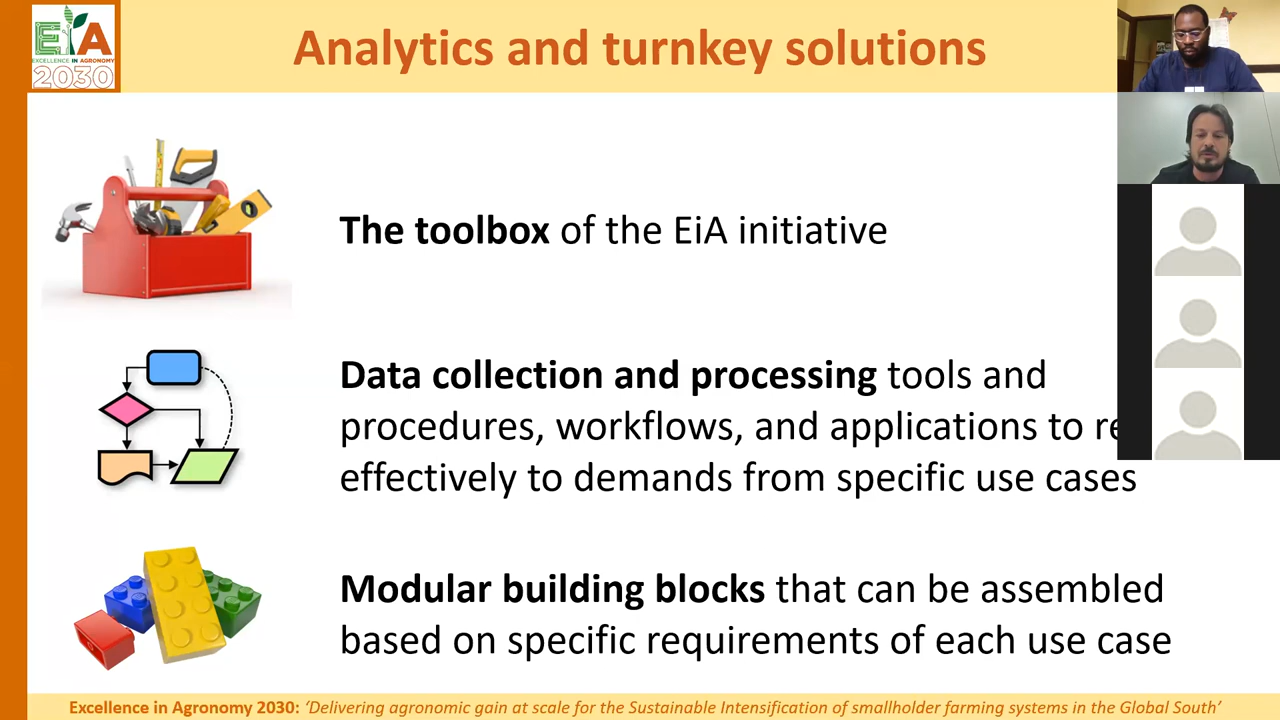 EiA
EXCELLENCE IN AGRONOMY
2030
Analytics and turnkey solutions
The toolbox of the EiA initiative
Data collection and processing tools and
procedures, workflows, and applications to
effectively to demands from specific use cases
Modular building blocks that can be assembled
based on specific requirements of each use case
Excellence in Agronomy 2030: ‘Delivering agronomic gain at scale for the Sustainable Intensification of smallholder farming systems in the Global South’